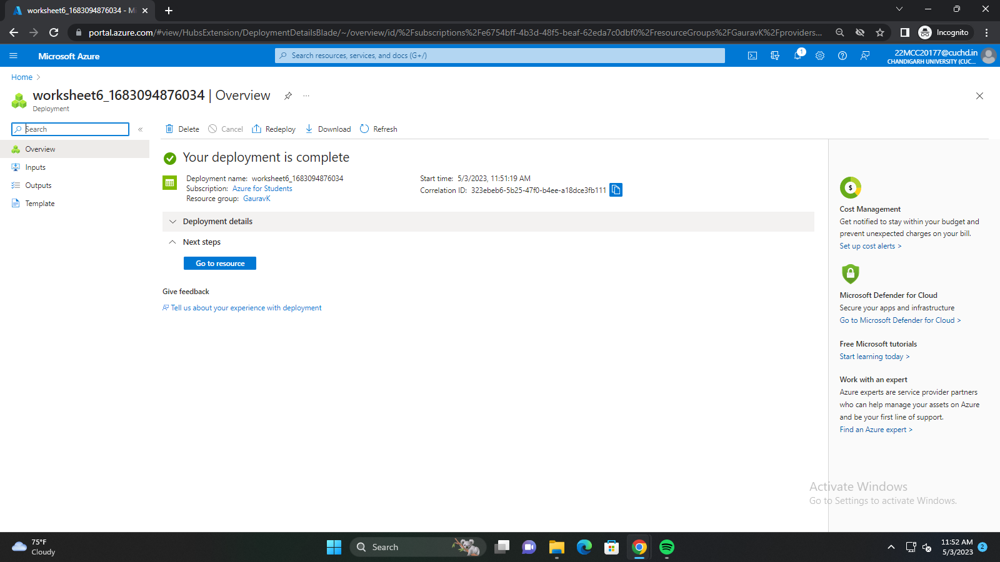 worksheet6_1683094876034 - Mi
portal.azure.com/#view/HubsExtension/DeploymentDetailsBlade/~/overview/id/%2Fsubscriptions%2Fe6754bff-4b3d-48f5-beaf-62eda7c0dbf0%2FresourceGroups%2FGauravK%2Fproviders...
Incognito
Microsoft Azure
Search resources, services, and docs (G+/)
1
22MCC20177@cuchd.in
CHANDIGARH UNIVERSITY (CUC...
Home >
worksheet6_1683094876034 | Overview
...
Deployment
Search
«
Delete
Cancel
Redeploy
Download
Refresh
Overview
Inputs
Outputs
Template
Your deployment is complete
Deployment name: worksheet6_1683094876034
Subscription: Azure for Students
Resource group: GauravK
Start time: 5/3/2023, 11:51:19 AM
Correlation ID: 323ebeb6-5b25-47f0-b4ee-a18dce3fb111
Deployment details
Next steps
Go to resource
Give feedback
Tell us about your experience with deployment
$
Cost Management
Get notified to stay within your budget and
prevent unexpected charges on your bill.
Set up cost alerts >
Microsoft Defender for Cloud
Secure your apps and infrastructure
Go to Microsoft Defender for Cloud >
Free Microsoft tutorials
Start learning today >
Work with an expert
Azure experts are service provider partners
who can help manage your assets on Azure
and be your first line of support.
Find an Azure expert >
Activate Windows
Go to Settings to activate Windows.
75°F
Cloudy
Search
11:52 AM
5/3/2023
2